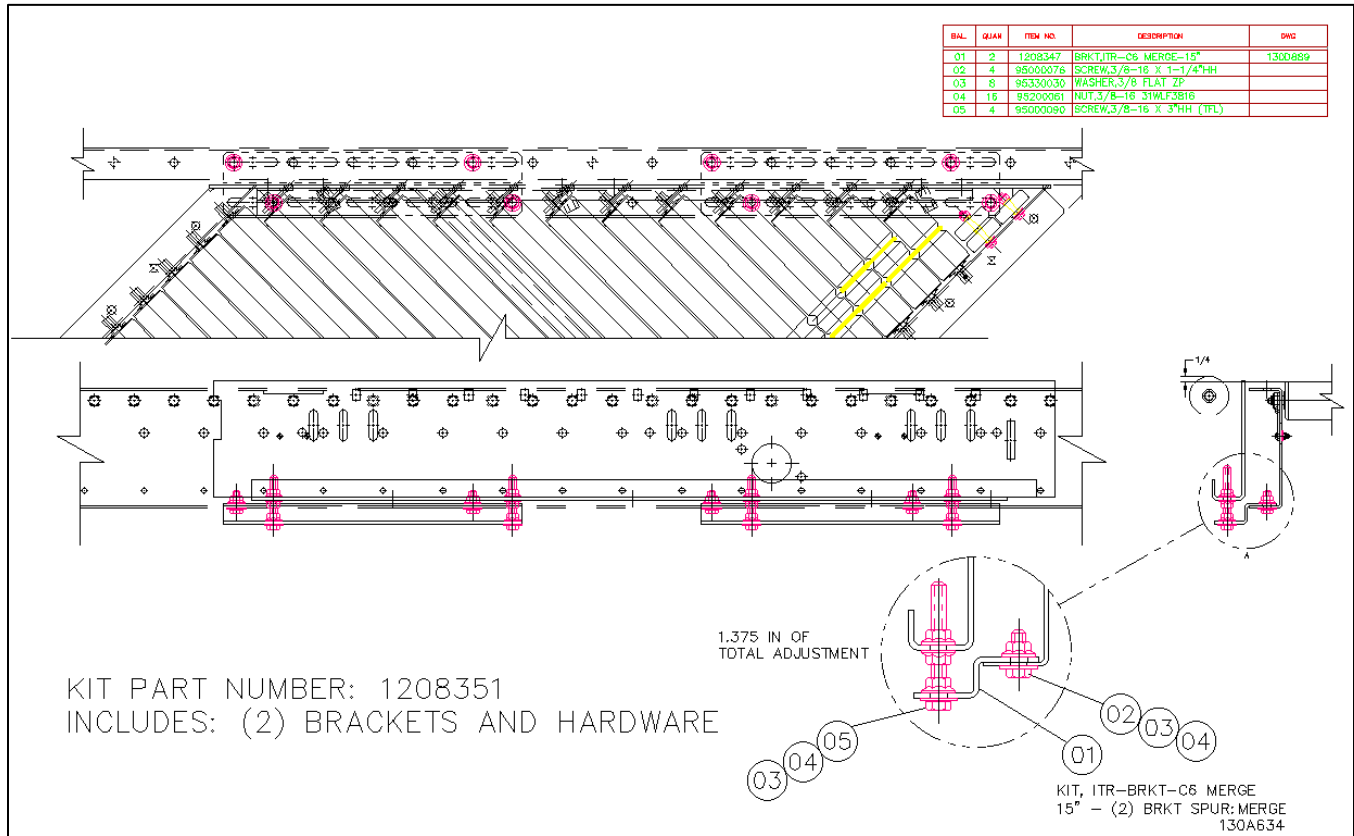 BAL. QUAN ITEM NO. DESCRIPTION DWG
01 2 1208347 BRKT,ITR-C6 MERGE-15" 130D889
02 4 95000076 SCREW,3/8-16 X 1-1/4"HH
03 8 95330030 WASHER,3/8 FLAT ZP
04 16 95200051 NUT,3/8-16 31WLF3816
05 4 95000090 SCREW,3/8-16 X 3"HH (TFL)
1/4
A
1.375 IN OF
TOTAL ADJUSTMENT
KIT PART NUMBER: 1208351
INCLUDES: (2) BRACKETS AND HARDWARE
03 04 05
01
02 03 04
KIT, ITR-BRKT-C6 MERGE
15" - (2) BRKT SPUR:MERGE
130A634